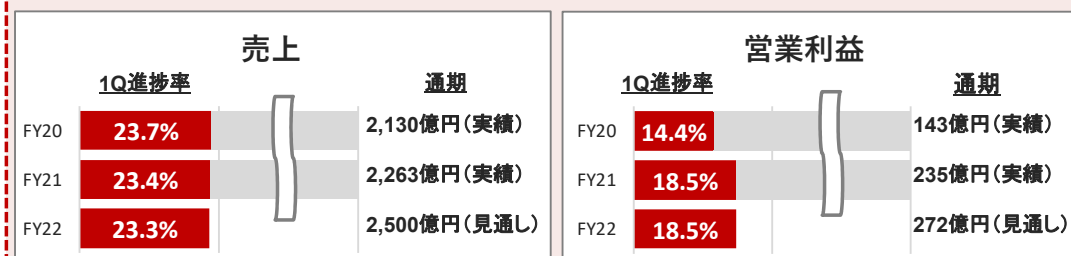 売上
1Q進捗率 通期
FY20 23.7% 2,130億円(実績)
FY21 23.4% 2,263億円(実績)
FY22 23.3% 2,500億円(見通し)
営業利益
1Q進捗率 通期
FY20 14.4% 143億円(実績)
FY21 18.5% 235億円(実績)
FY22 18.5% 272億円(見通し)